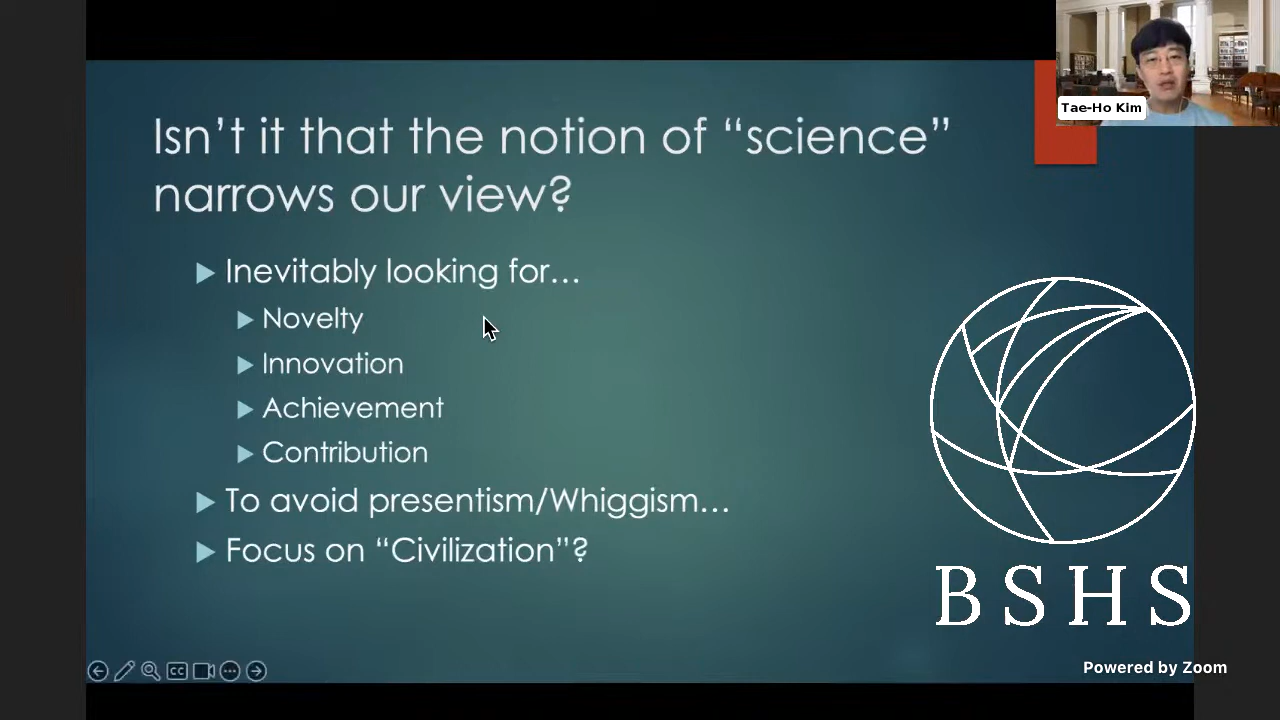 Isn’t it that the notion of “science”
narrows our view?
Inevitably looking for…
Novelty
Innovation
Achievement
Contribution
To avoid presentism/Whiggism…
Focus on “Civilization”?
Tae-Ho Kim
BSHS
CC
Powered by Zoom